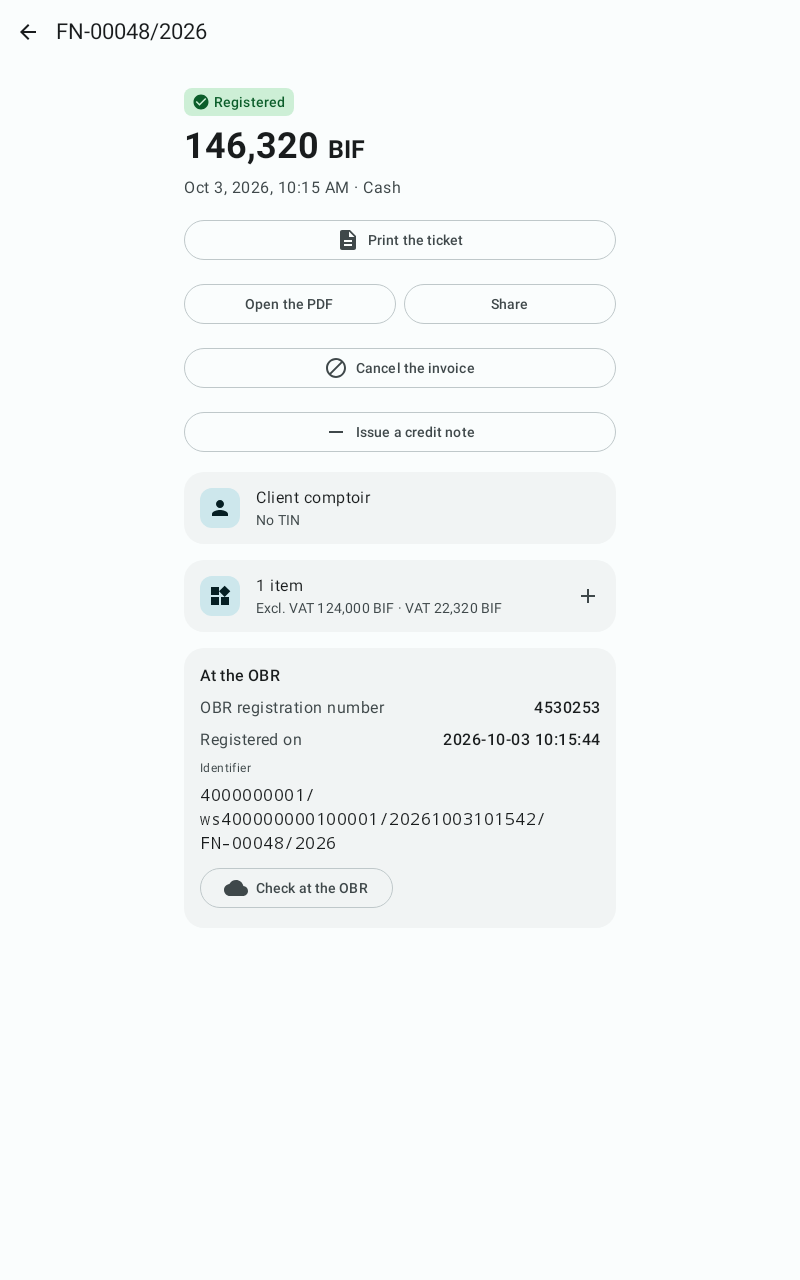 FN-00048/2026
Registered
146,320 BIF
Oct 3, 2026, 10:15 AM · Cash
Print the ticket
Open the PDF
Share
Cancel the invoice
Issue a credit note
Client comptoir
No TIN
1 item
Excl. VAT 124,000 BIF · VAT 22,320 BIF
At the OBR
OBR registration number 4530253
Registered on 2026-10-03 10:15:44
Identifier
4000000001/
ws400000000100001/20261003101542/
FN-00048/2026
Check at the OBR